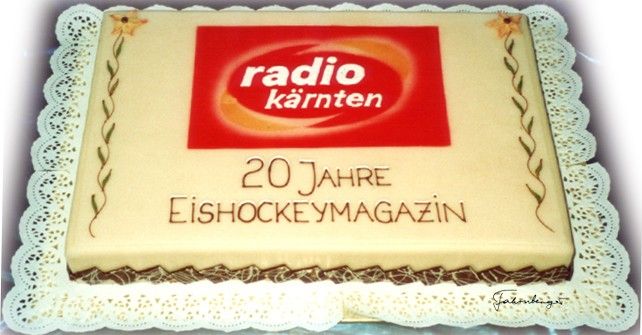 radio
kärnten
20 JAHRE
EISHOCKEYMAGAZIN